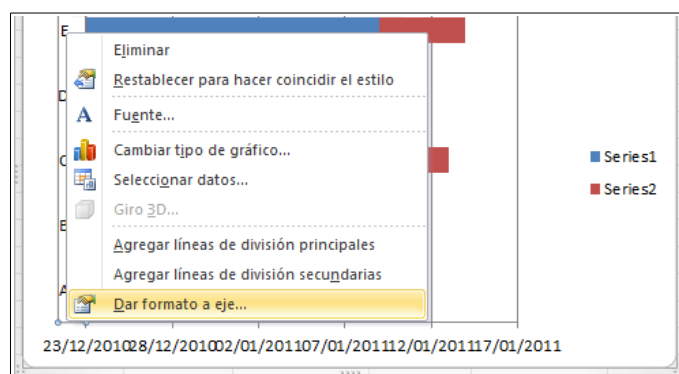 E
Eliminar
Restablecer para hacer coincidir el estilo
D
Fuente...
C
Cambiar tipo de gráfico...
Series1
Seleccionar datos...
Series2
Giro 3D...
B
Agregar líneas de división principales
Agregar líneas de división secundarias
A
Dar formato a eje...
23/12/2010 28/12/2010 02/01/2011 07/01/2011 12/01/2011 17/01/2011